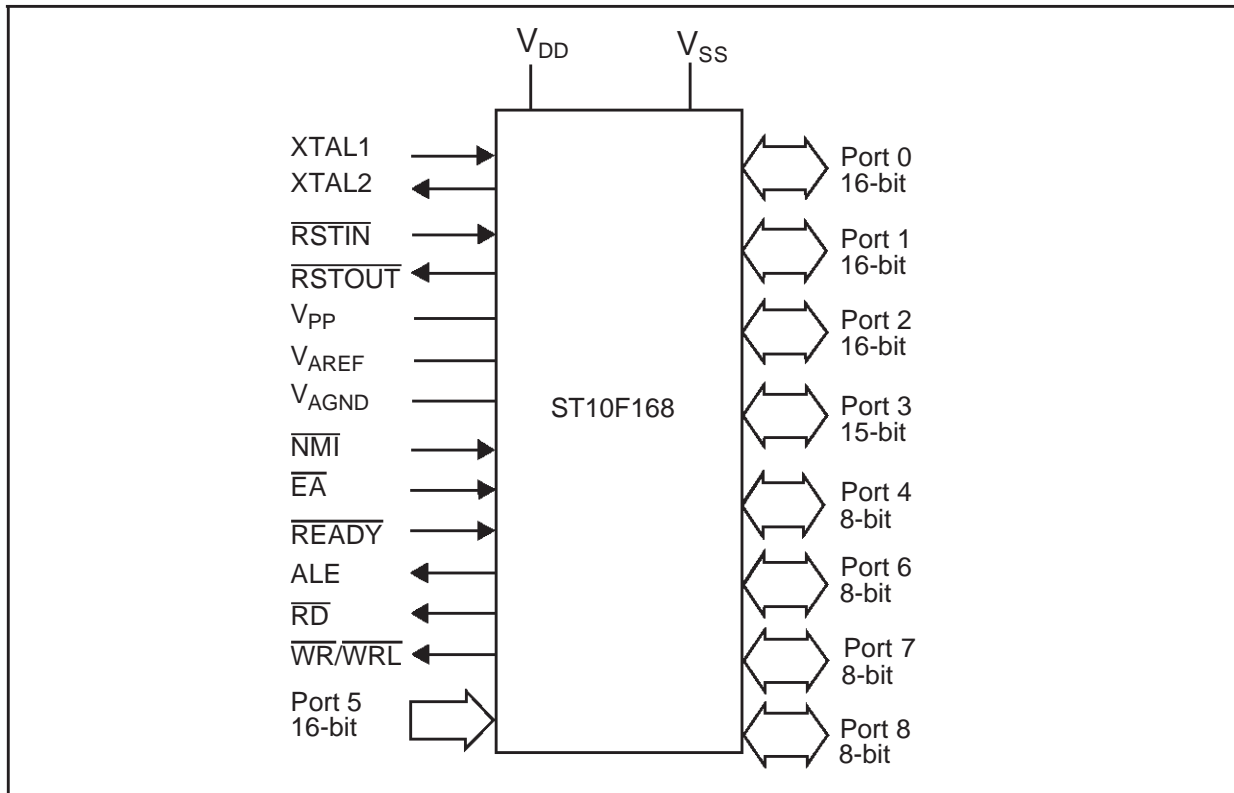 VDD
VSS
XTAL1
XTAL2
RSTIN
RSTOUT
VPP
VAREF
VAGND
NMI
EA
READY
ALE
RD
WR/WRL
Port 5
16-bit
ST10F168
Port 0
16-bit
Port 1
16-bit
Port 2
16-bit
Port 3
15-bit
Port 4
8-bit
Port 6
8-bit
Port 7
8-bit
Port 8
8-bit